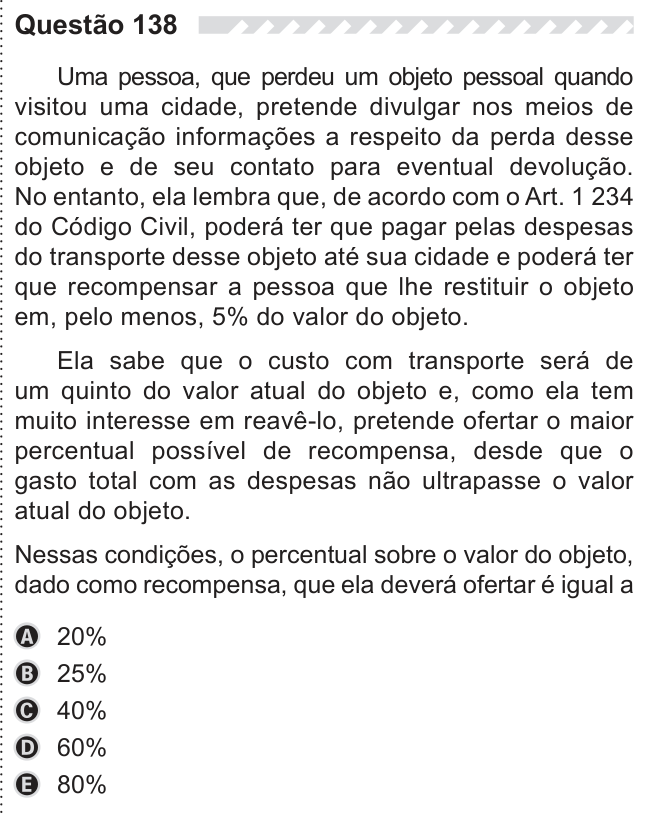 Questão 138
Uma pessoa, que perdeu um objeto pessoal quando
visitou uma cidade, pretende divulgar nos meios de
comunicação informações a respeito da perda desse
objeto e de seu contato para eventual devolução.
No entanto, ela lembra que, de acordo com o Art. 1 234
do Código Civil, poderá ter que pagar pelas despesas
do transporte desse objeto até sua cidade e poderá ter
que recompensar a pessoa que lhe restituir o objeto
em, pelo menos, 5% do valor do objeto.
Ela sabe que o custo com transporte será de
um quinto do valor atual do objeto e, como ela tem
muito interesse em reavê-lo, pretende ofertar o maior
percentual possível de recompensa, desde que o
gasto total com as despesas não ultrapasse o valor
atual do objeto.
Nessas condições, o percentual sobre o valor do objeto,
dado como recompensa, que ela deverá ofertar é igual a
A 20%
B 25%
C 40%
D 60%
E 80%